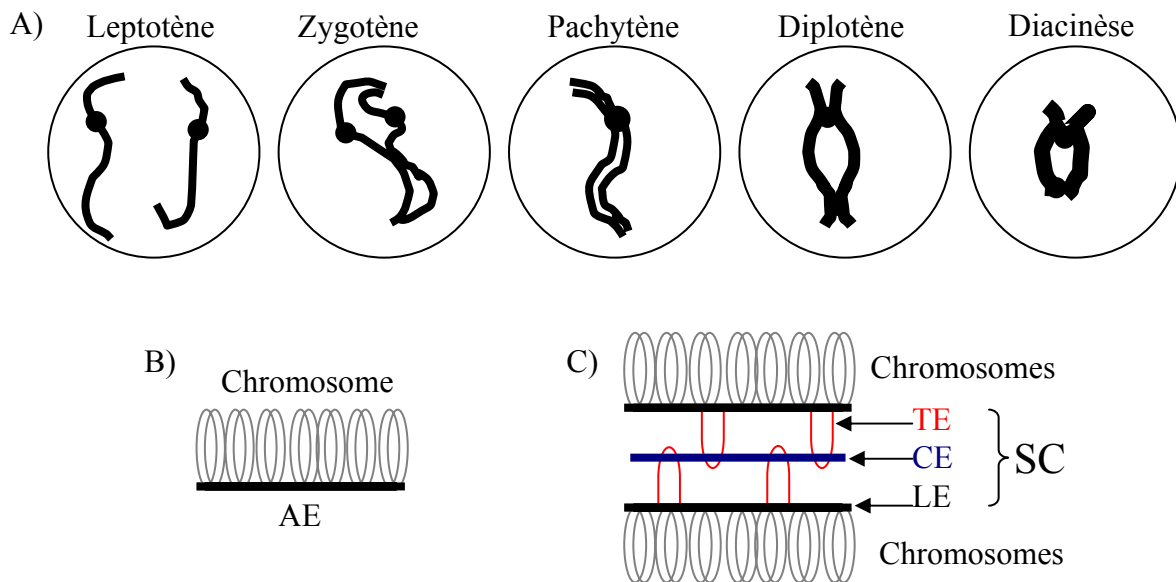 A)
Leptotène Zygotène Pachytène Diplotène Diacinèse
B)
Chromosome
AE
C)
Chromosomes
TE
CE
SC
LE
Chromosomes